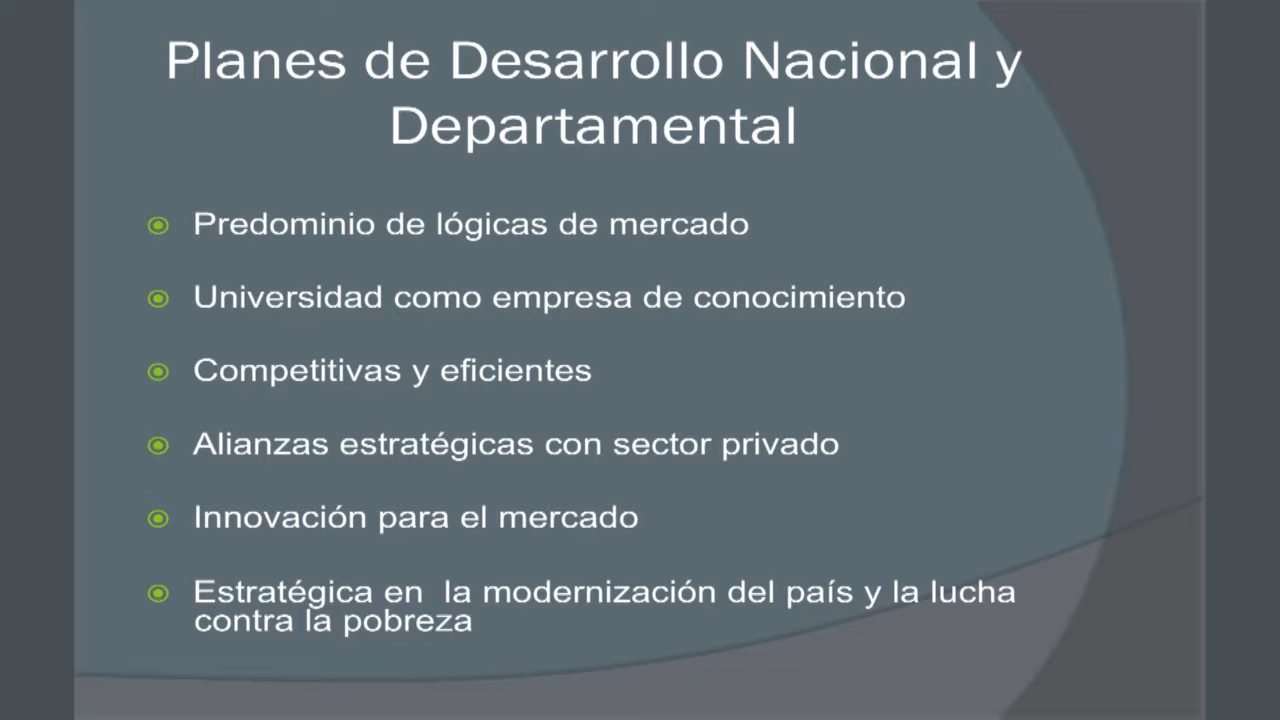 Planes de Desarrollo Nacional y
Departamental
Predominio de lógicas de mercado
Universidad como empresa de conocimiento
Competitivas y eficientes
Alianzas estratégicas con sector privado
Innovación para el mercado
Estratégica en  la modernización del país y la lucha
contra la pobreza